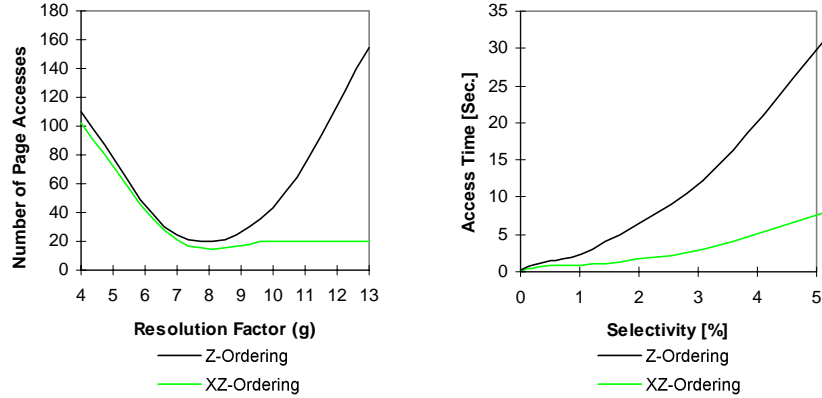 180
160
140
120
100
80
60
40
20
0
Number of Page Accesses
4 5 6 7 8 9 10 11 12 13
Resolution Factor (g)
Z-Ordering
XZ-Ordering
35
30
25
20
15
10
5
0
Access Time [Sec.]
0 1 2 3 4 5
Selectivity [%]
Z-Ordering
XZ-Ordering